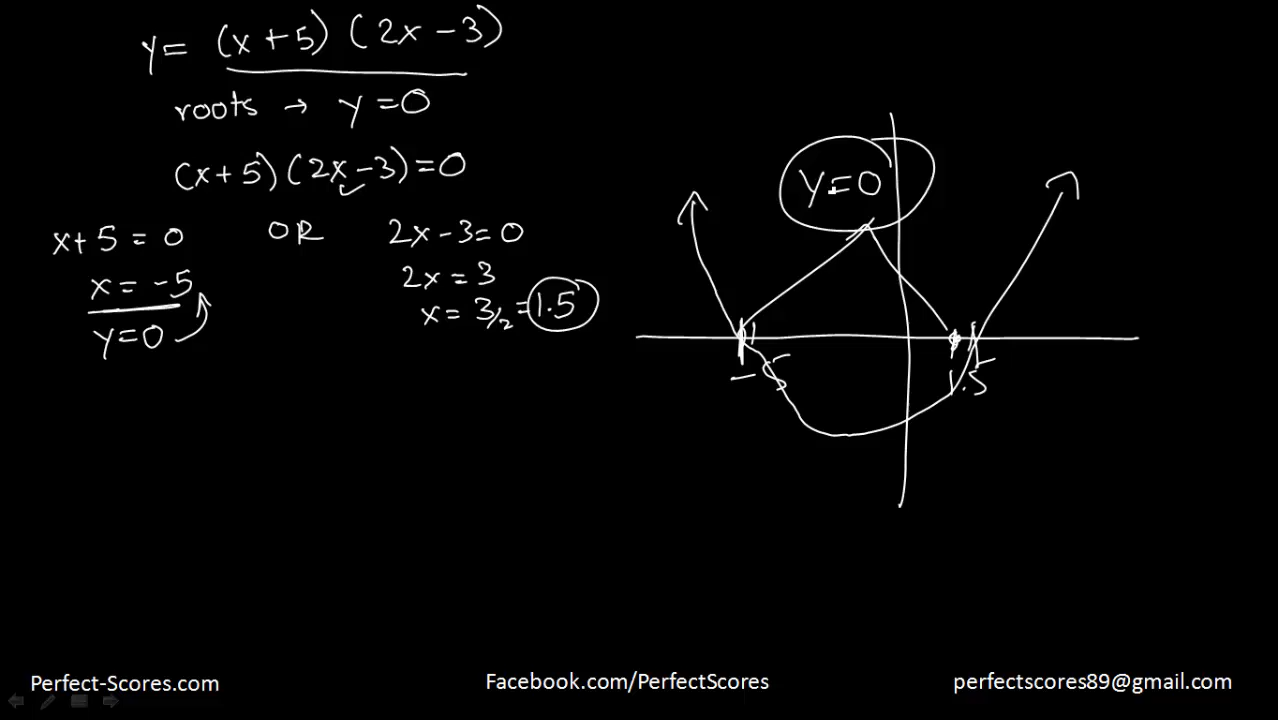 y= (x+5) (2x-3)
roots → y=0
(x+5)(2x-3)=0
x+5=0 OR 2x-3=0
x=-5 2x=3
y=0 x=3/2=1.5
y=0
-5 1.5
Perfect-Scores.com Facebook.com/PerfectScores perfectscores89@gmail.com